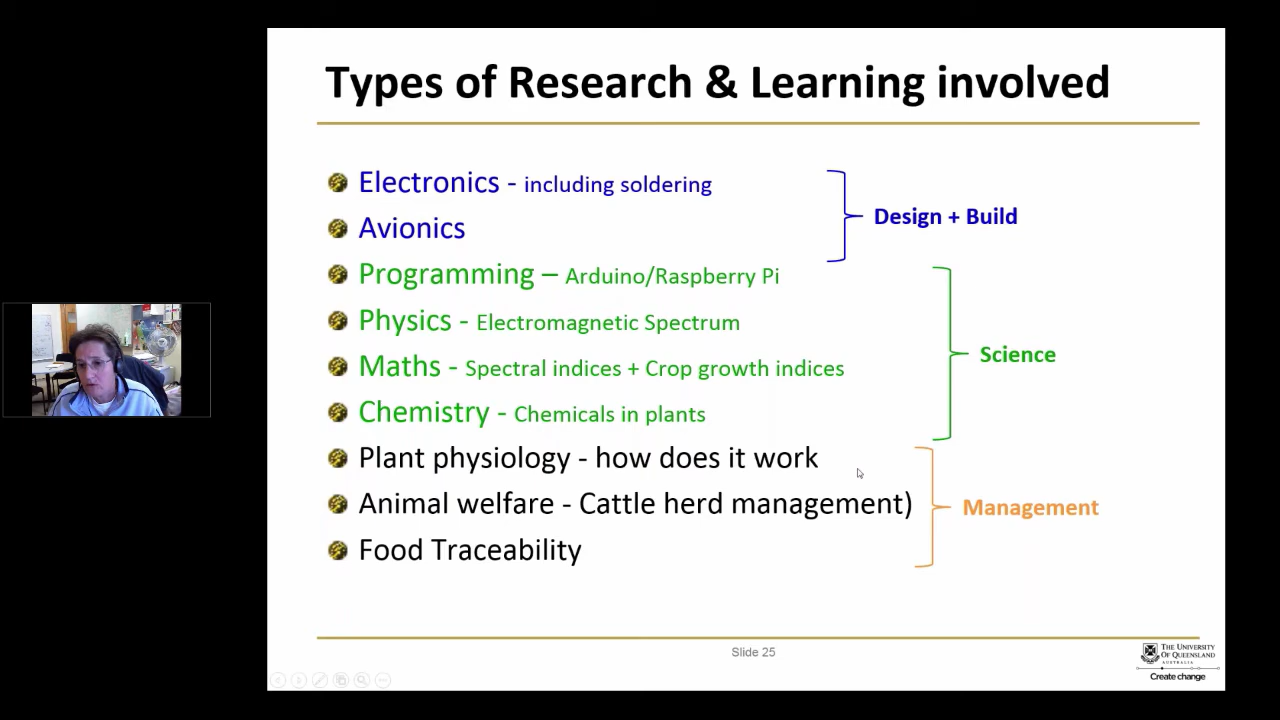 Types of Research & Learning involved
Electronics - including soldering
Avionics
Design + Build
Programming – Arduino/Raspberry Pi
Physics - Electromagnetic Spectrum
Maths - Spectral indices + Crop growth indices
Chemistry - Chemicals in plants
Science
Plant physiology - how does it work
Animal welfare - Cattle herd management)
Food Traceability
Management
Slide 25
THE UNIVERSITY
OF QUEENSLAND
AUSTRALIA
Create change